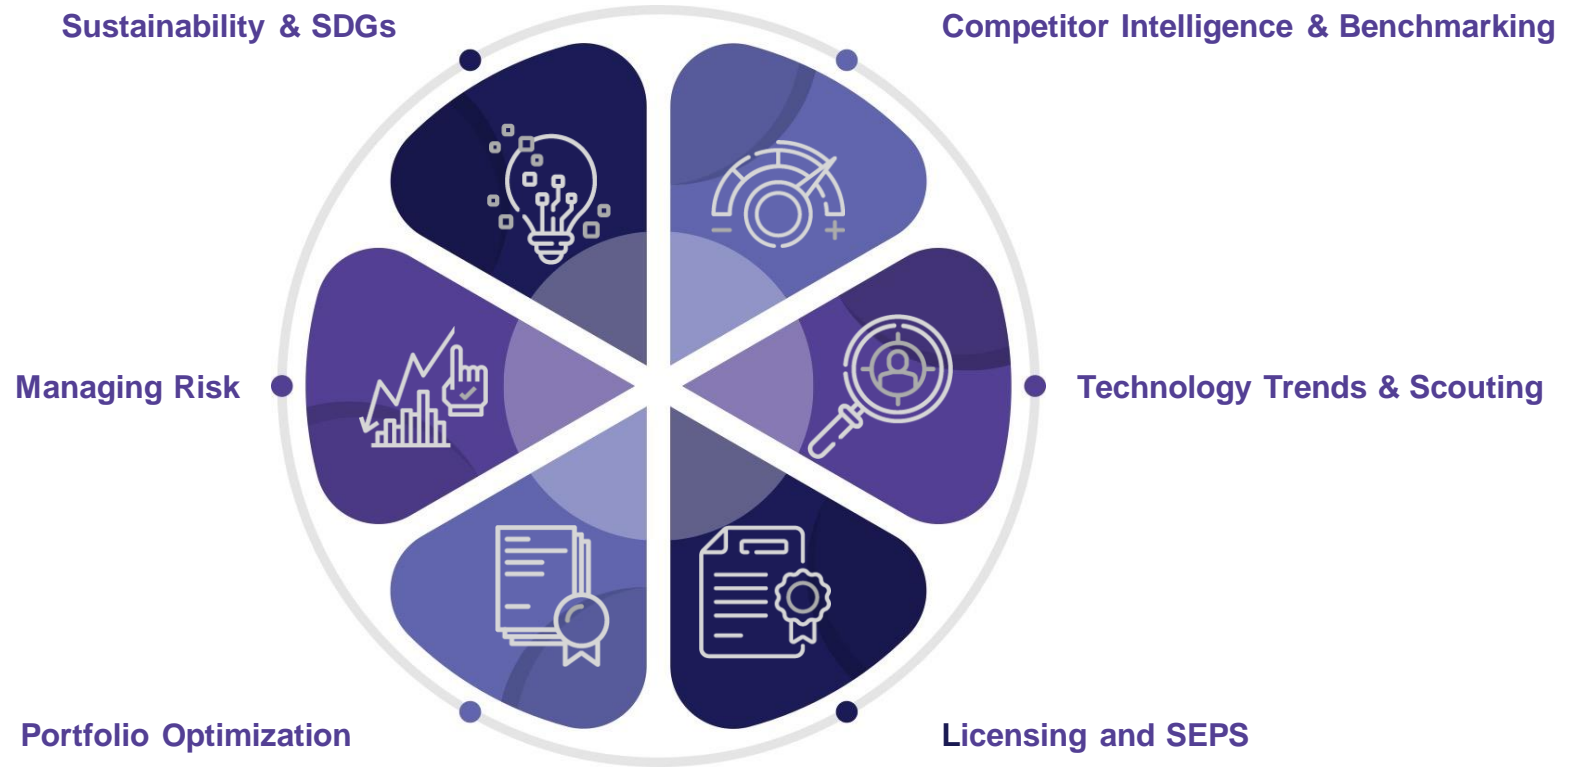 Sustainability & SDGs
Competitor Intelligence & Benchmarking
Managing Risk
Technology Trends & Scouting
Portfolio Optimization
Licensing and SEPS